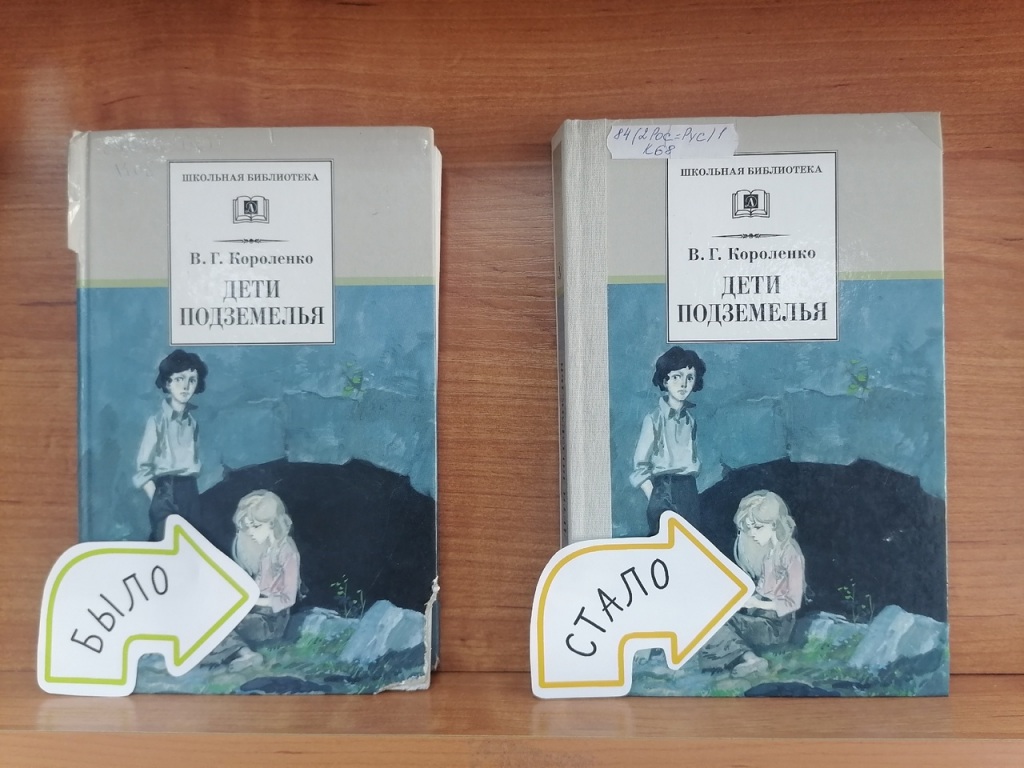 ШКОЛЬНАЯ БИБЛИОТЕКА
В. Г. Короленко
ДЕТИ
ПОДЗЕМЕЛЬЯ
БЫЛО
84(2Рос=Рус)1
К68
ШКОЛЬНАЯ БИБЛИОТЕКА
В. Г. Короленко
ДЕТИ
ПОДЗЕМЕЛЬЯ
СТАЛО